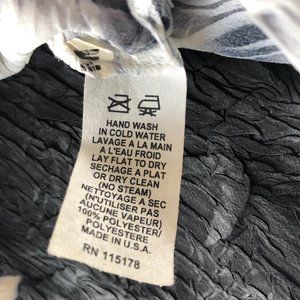 HAND WASH
IN COLD WATER
LAVAGE A LA MAIN
A L'EAU FROID
LAY FLAT TO DRY
SECHAGE A PLAT
OR DRY CLEAN
(NO STEAM)
NETTOYAGE A SEC
(N'UTILISER PAS
AUCUNE VAPEUR)
100% POLYESTER/
POLYESTERE
MADE IN U.S.A.
RN 115178